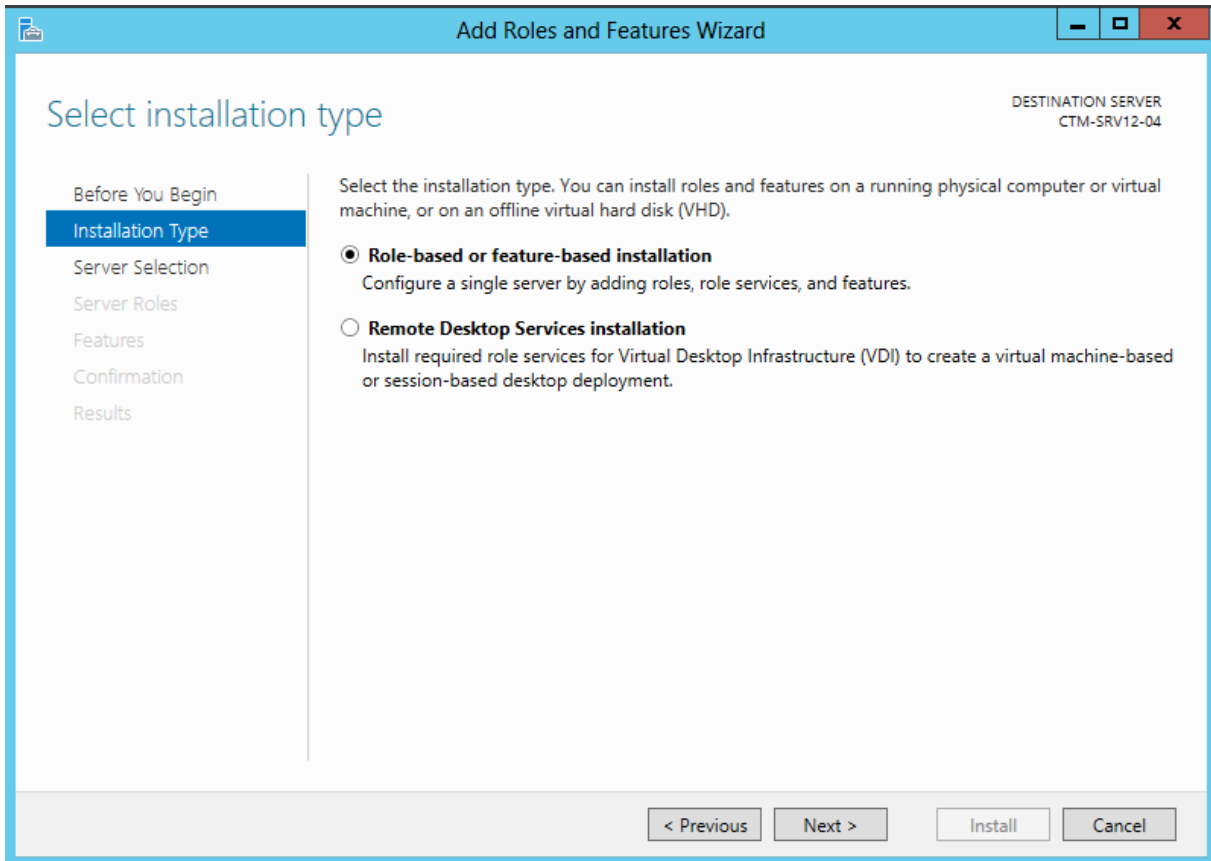 Add Roles and Features Wizard
Select installation type
DESTINATION SERVER
CTM-SRV12-04
Before You Begin
Installation Type
Server Selection
Server Roles
Features
Confirmation
Results
Select the installation type. You can install roles and features on a running physical computer or virtual
machine, or on an offline virtual hard disk (VHD).
Role-based or feature-based installation
Configure a single server by adding roles, role services, and features.
Remote Desktop Services installation
Install required role services for Virtual Desktop Infrastructure (VDI) to create a virtual machine-based
or session-based desktop deployment.
< Previous
Next >
Install
Cancel